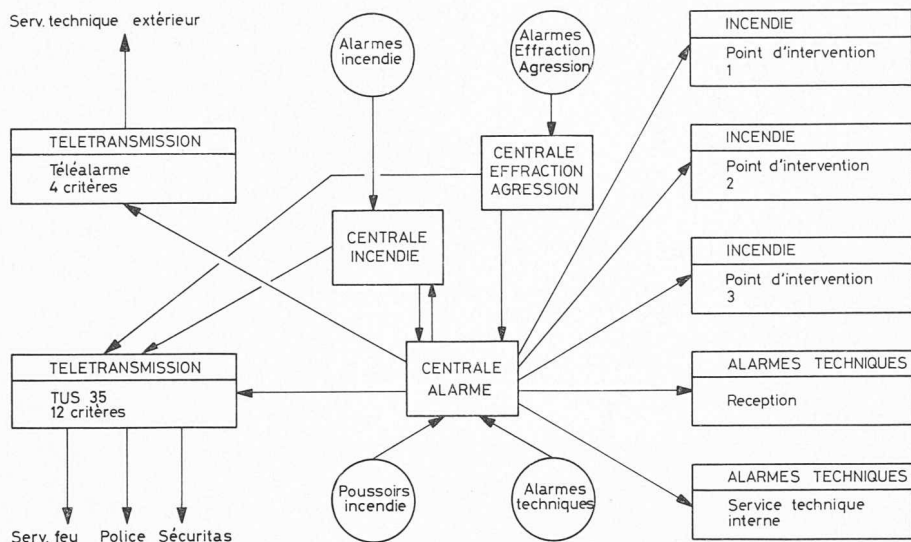 Serv. technique extérieur
Alarmes
incendie
Alarmes
Effraction
Agression
INCENDIE
Point d'intervention
1
TELETRANSMISSION
Téléalarme
4 critères
CENTRALE
EFFRACTION
AGRESSION
INCENDIE
Point d'intervention
2
CENTRALE
INCENDIE
INCENDIE
Point d'intervention
3
TELETRANSMISSION
TUS 35
12 critères
CENTRALE
ALARME
ALARMES TECHNIQUES
Reception
Poussoirs
incendie
Alarmes
techniques
ALARMES TECHNIQUES
Service technique
interne
Serv. feu Police Sécuritas